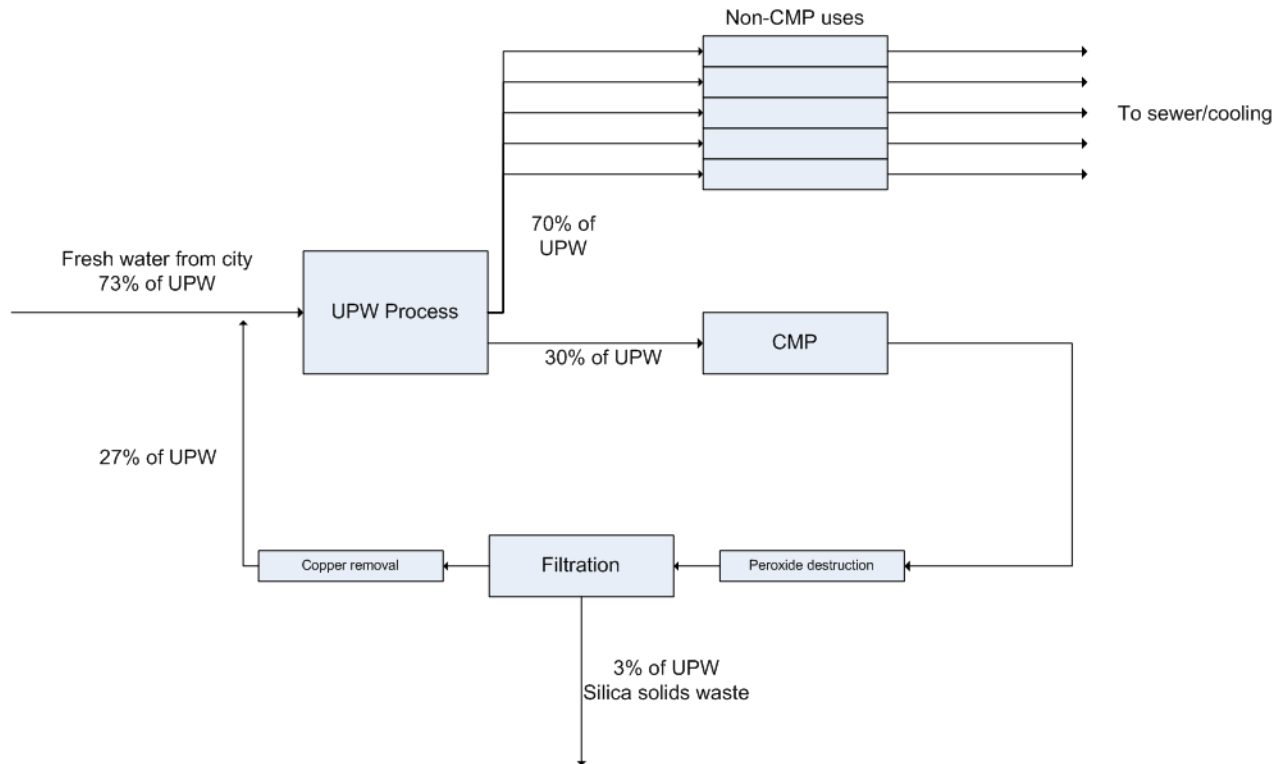 Non-CMP uses
To sewer/cooling
70% of
UPW
Fresh water from city
73% of UPW
UPW Process
30% of UPW
CMP
27% of UPW
Copper removal
Filtration
Peroxide destruction
3% of UPW
Silica solids waste